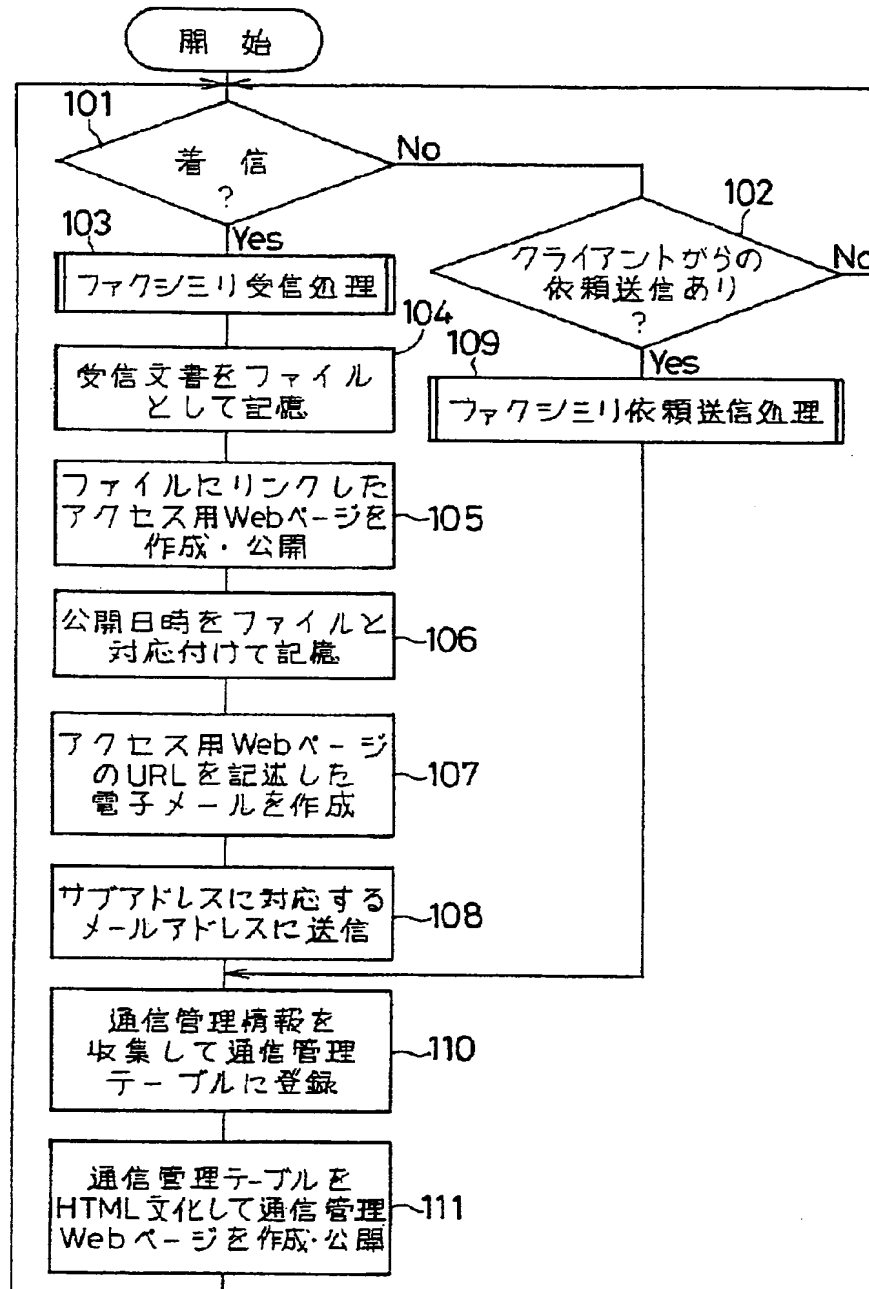 開始
101
着信
?
No
Yes
102
クライアントがらの
依頼送信あり
?
No
Yes
103
ファクシミリ受信処理
104
受信文書をファイル
として記憶
109
ファクシミリ依頼送信処理
ファイルにリンクした
アクセス用Webページを
作成・公開
105
公開日時をファイルと
対応付けて記憶
106
アクセス用Webページ
のURLを記述した
電子メールを作成
107
サブアドレスに対応する
メールアドレスに送信
108
通信管理情報を
収集して通信管理
テーブルに登録
110
通信管理テーブルを
HTML文化して通信管理
Webページを作成・公開
111